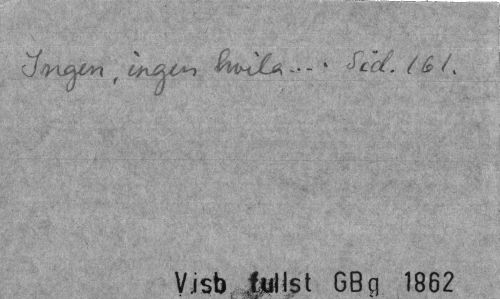 Ingen, ingen hvila.... Sid. 161.
Visb fullst GBg 1862